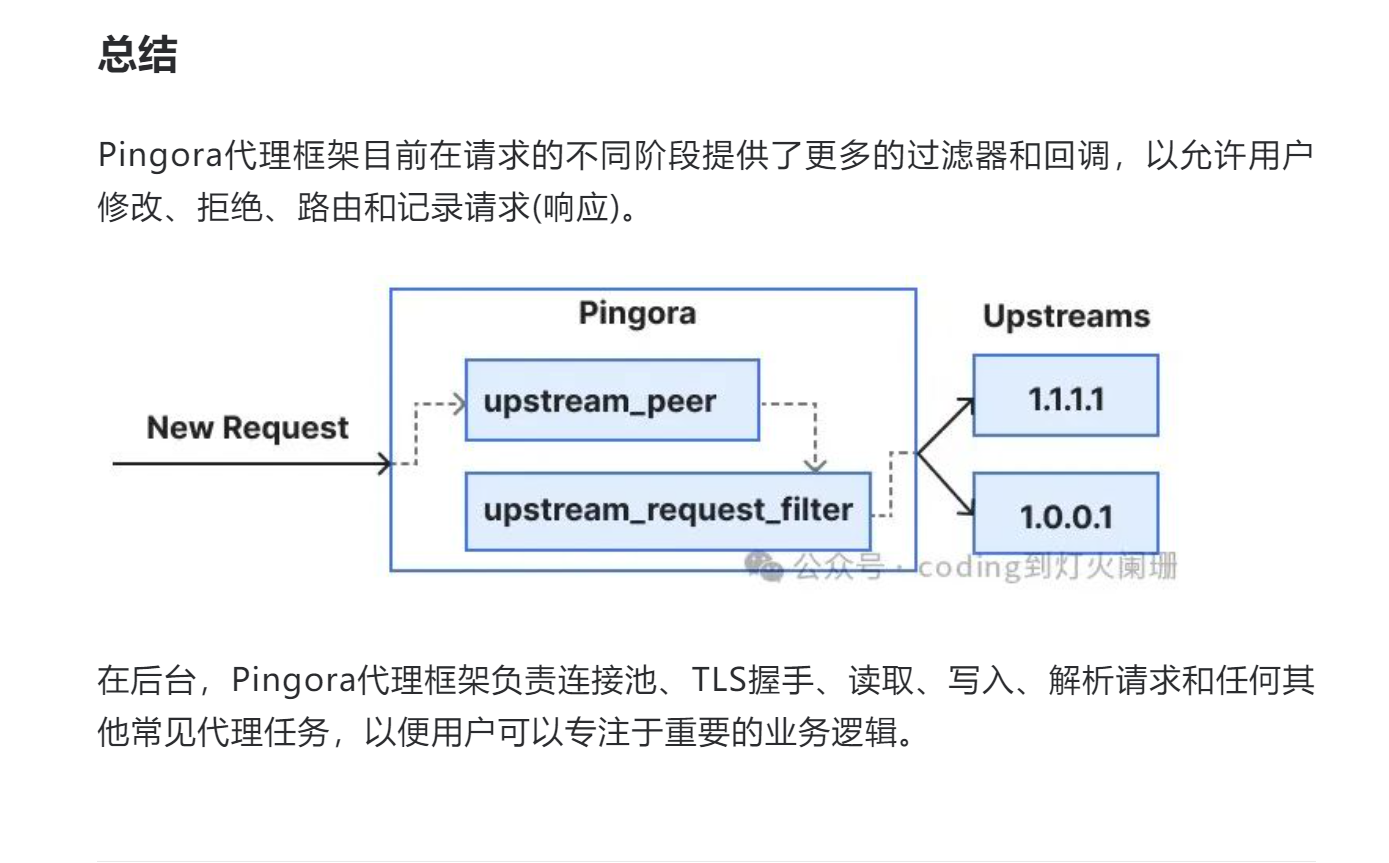 总结
Pingora代理框架目前在请求的不同阶段提供了更多的过滤器和回调，以允许用户
修改、拒绝、路由和记录请求(响应)。
Pingora
Upstreams
New Request
upstream_peer
1.1.1.1
upstream_request_filter
1.0.0.1
公众号 · coding到灯火阑珊
在后台，Pingora代理框架负责连接池、TLS握手、读取、写入、解析请求和任何其
他常见代理任务，以便用户可以专注于重要的业务逻辑。